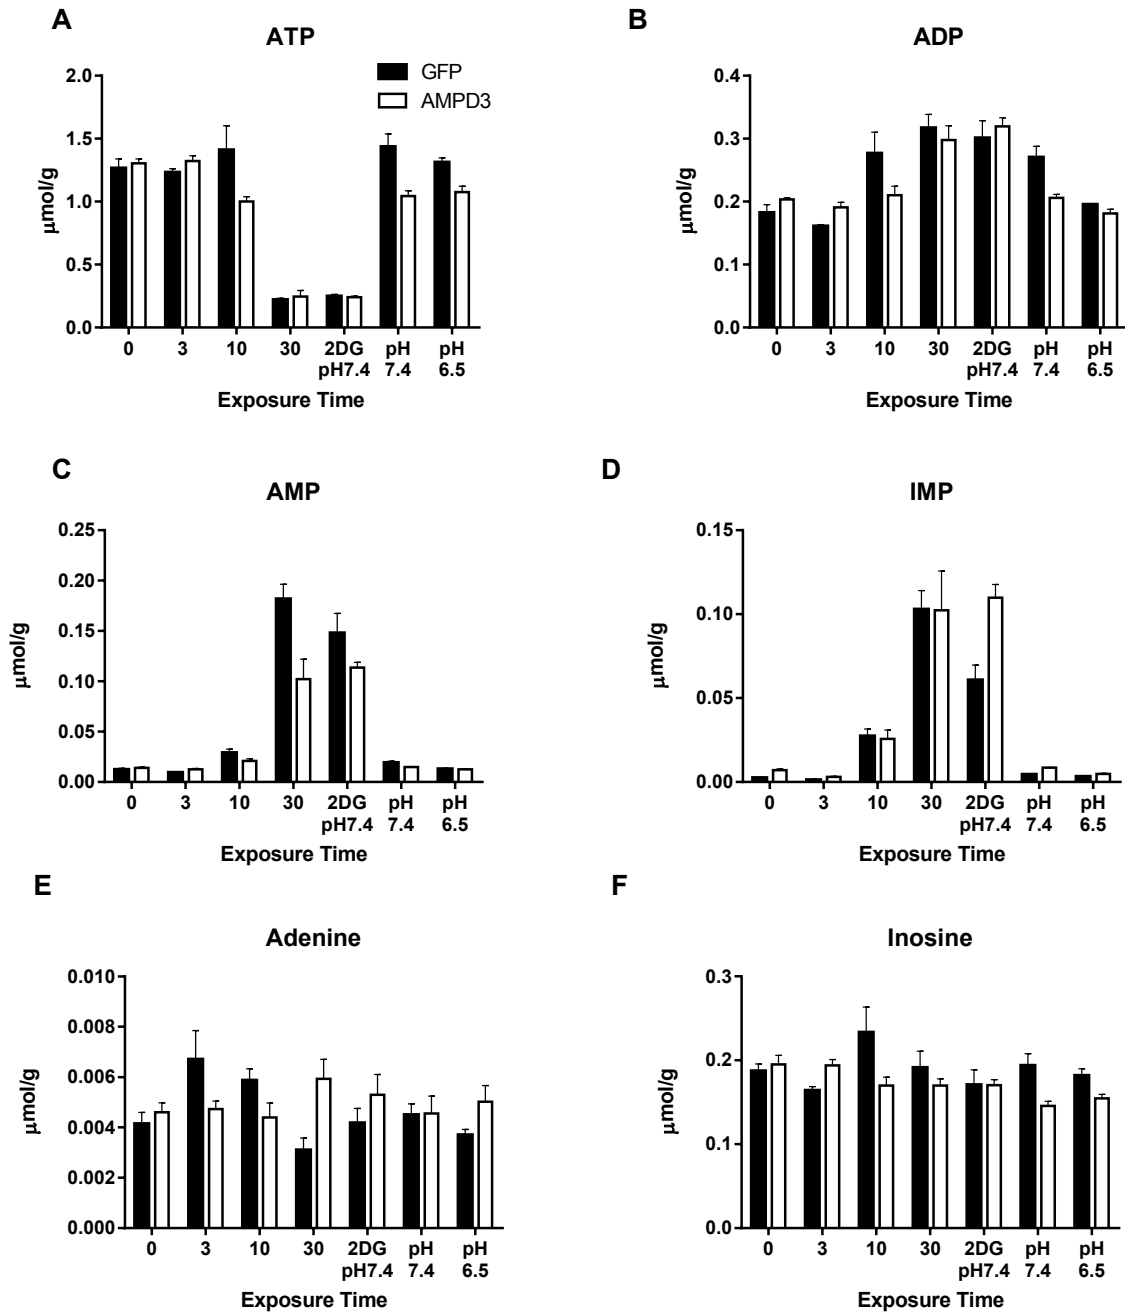 A
ATP
GFP
AMPD3
2.0
1.5
1.0
0.5
0.0
μmol/g
0 3 10 30 2DG pH pH
pH7.4 7.4 6.5
Exposure Time
B
ADP
0.4
0.3
0.2
0.1
0.0
μmol/g
0 3 10 30 2DG pH pH
pH7.4 7.4 6.5
Exposure Time
C
AMP
0.25
0.20
0.15
0.10
0.05
0.00
μmol/g
0 3 10 30 2DG pH pH
pH7.4 7.4 6.5
Exposure Time
D
IMP
0.15
0.10
0.05
0.00
μmol/g
0 3 10 30 2DG pH pH
pH7.4 7.4 6.5
Exposure Time
E
Adenine
0.010
0.008
0.006
0.004
0.002
0.000
μmol/g
0 3 10 30 2DG pH pH
pH7.4 7.4 6.5
Exposure Time
F
Inosine
0.3
0.2
0.1
0.0
μmol/g
0 3 10 30 2DG pH pH
pH7.4 7.4 6.5
Exposure Time